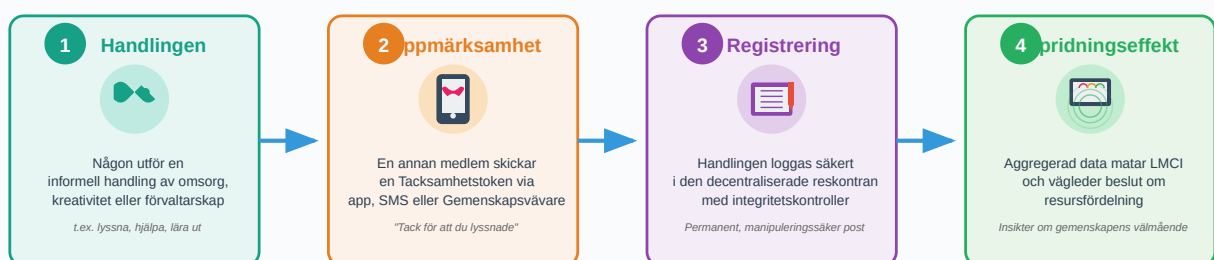 1 Handlingen
Någon utför en
informell handling av omsorg,
kreativitet eller förvaltarskap
t.ex. lyssna, hjälpa, lära ut
2 ppmärksamhet
En annan medlem skickar
en Tacksamhetstoken via
app, SMS eller Gemenskapsvävare
"Tack för att du lyssnade"
3 Registrering
Handlingen loggas säkert
i den decentraliserade reskontran
med integritetskontroller
Permanent, manipuleringssäker post
4 pridningseffekt
Aggregerad data matar LMCI
och vägleder beslut om
resursfördelning
Insikter om gemenskapens välmående